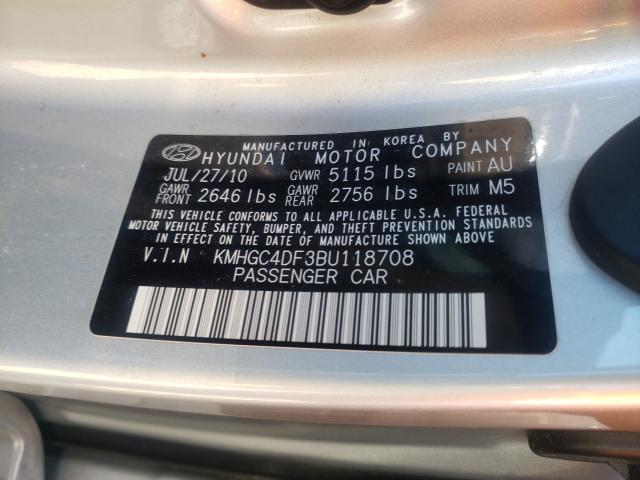 MANUFACTURED IN KOREA BY
HYUNDAI MOTOR COMPANY
JUL/27/10 GVWR 5115 lbs PAINT AU
GAWR FRONT 2646 lbs GAWR REAR 2756 lbs TRIM M5
THIS VEHICLE CONFORMS TO ALL APPLICABLE U.S.A. FEDERAL
MOTOR VEHICLE SAFETY, BUMPER, AND THEFT PREVENTION STANDARDS
IN EFFECT ON THE DATE OF MANUFACTURE SHOWN ABOVE
V.I.N KMHGC4DF3BU118708
PASSENGER CAR